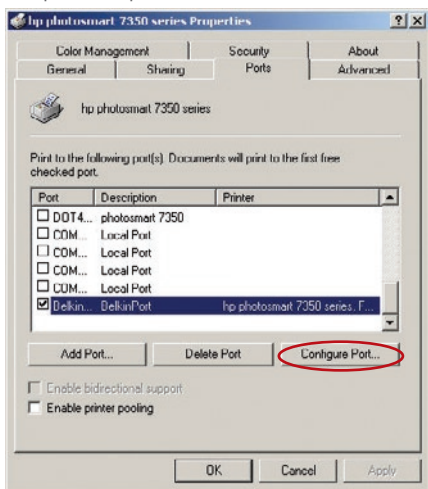 hp photosmart 7350 series Properties
Color Management Security About
General Sharing Ports Advanced
hp photosmart 7350 series
Print to the following port(s). Documents will print to the first free
checked port.
Port Description Printer
DOT4... photosmart 7350
COM... Local Port
COM... Local Port
COM... Local Port
COM... Local Port
Belkin... BelkinPort hp photosmart 7350 series. F...
Add Port... Delete Port Configure Port...
Enable bidirectional support
Enable printer pooling
OK Cancel Apply